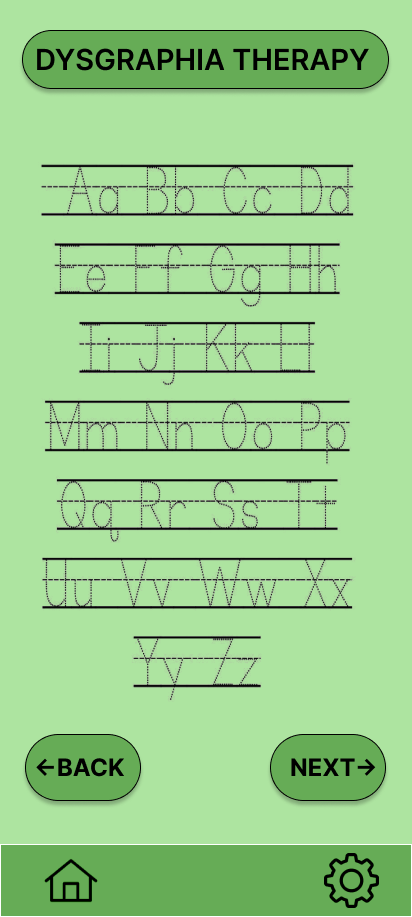 DYSGRAPHIA THERAPY
Aa Bb Cc Dd
Ee Ff Gg Hh
Ii Jj Kk Ll
Mm Nn Oo Pp
Qq Rr Ss Tt
Uu Vv Ww Xx
Yy Zz
←BACK
NEXT→